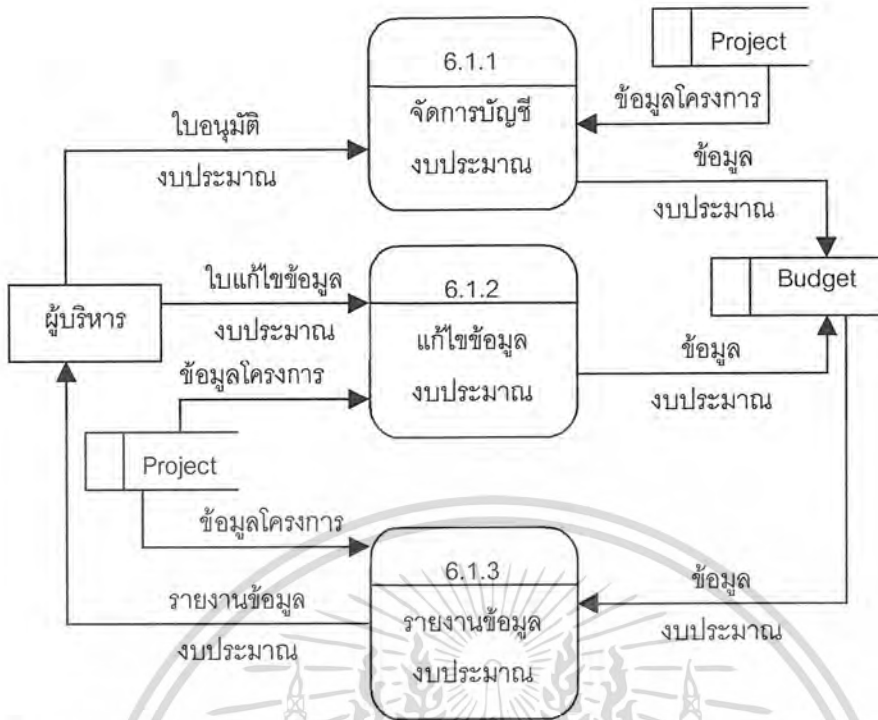 6.1.1
จัดการบัญชี
งบประมาณ
Project
ข้อมูลโครงการ
ใบอนุมัติ
งบประมาณ
ข้อมูล
งบประมาณ
ผู้บริหาร
ใบแก้ไขข้อมูล
งบประมาณ
6.1.2
แก้ไขข้อมูล
งบประมาณ
Budget
ข้อมูล
งบประมาณ
ข้อมูลโครงการ
Project
ข้อมูลโครงการ
6.1.3
รายงานข้อมูล
งบประมาณ
ข้อมูล
งบประมาณ
รายงานข้อมูล
งบประมาณ